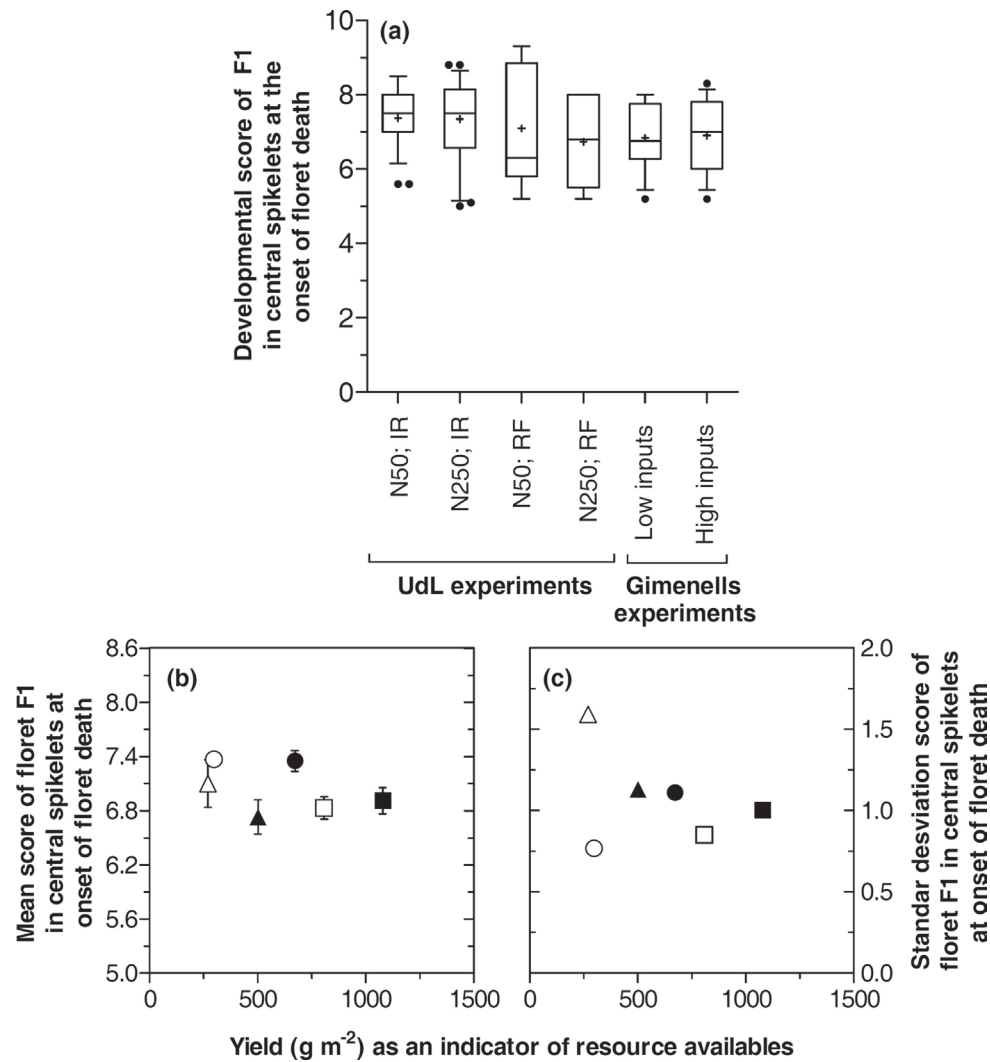 (a)
Developmental score of F1
in central spikelets at the
onset of floret death
10
8
6
4
2
0
N50; IR
N250; IR
N50; RF
N250; RF
Low inputs
High inputs
UdL experiments
Gimenells
experiments
(b)
Mean score of floret F1
in central spikelets at
onset of floret death
8.6
8.0
7.4
6.8
6.2
5.6
5.0
0
500
1000
1500
(c)
0
500
1000
1500
2.0
1.5
1.0
0.5
0.0
Standar desviation score of
floret F1 in central spikelets
at onset of floret death
Yield (g m⁻²) as an indicator of resource availables